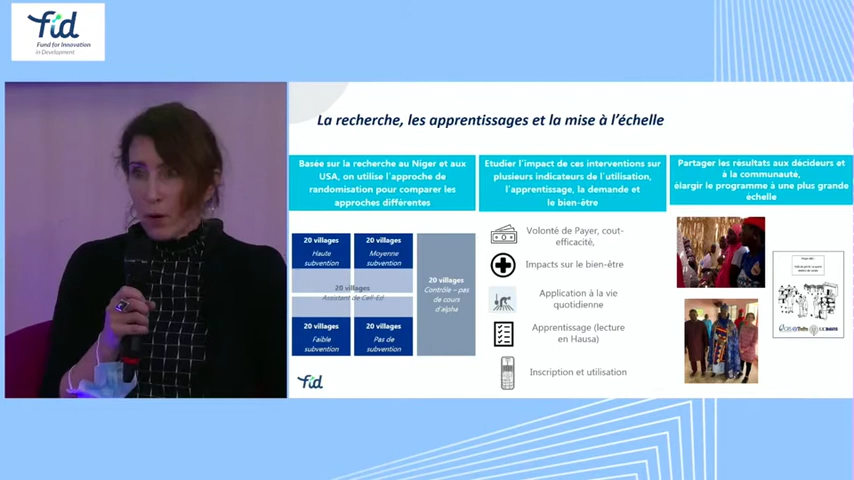 fid
Fund for Innovation
in Development
La recherche, les apprentissages et la mise à l'échelle
Basée sur la recherche au Niger et aux
USA, on utilise l'approche de
randomisation pour comparer les
approches différentes
Etudier l'impact de ces interventions sur
plusieurs indicateurs de l'utilisation,
l'apprentissage, la demande et
le bien-être
Partager les résultats aux décideurs et
à la communauté,
élargir le programme à une plus grande
échelle
20 villages
Haute
subvention
20 villages
Moyenne
subvention
20 villages
Assistant de Cell-Ed
20 villages
Contrôle – pas
de cours
d'alpha
20 villages
Faible
subvention
20 villages
Pas de
subvention
Volonté de Payer, cout-
efficacité,
Impacts sur le bien-être
Application à la vie
quotidienne
Apprentissage (lecture
en Hausa)
Inscription et utilisation
fid